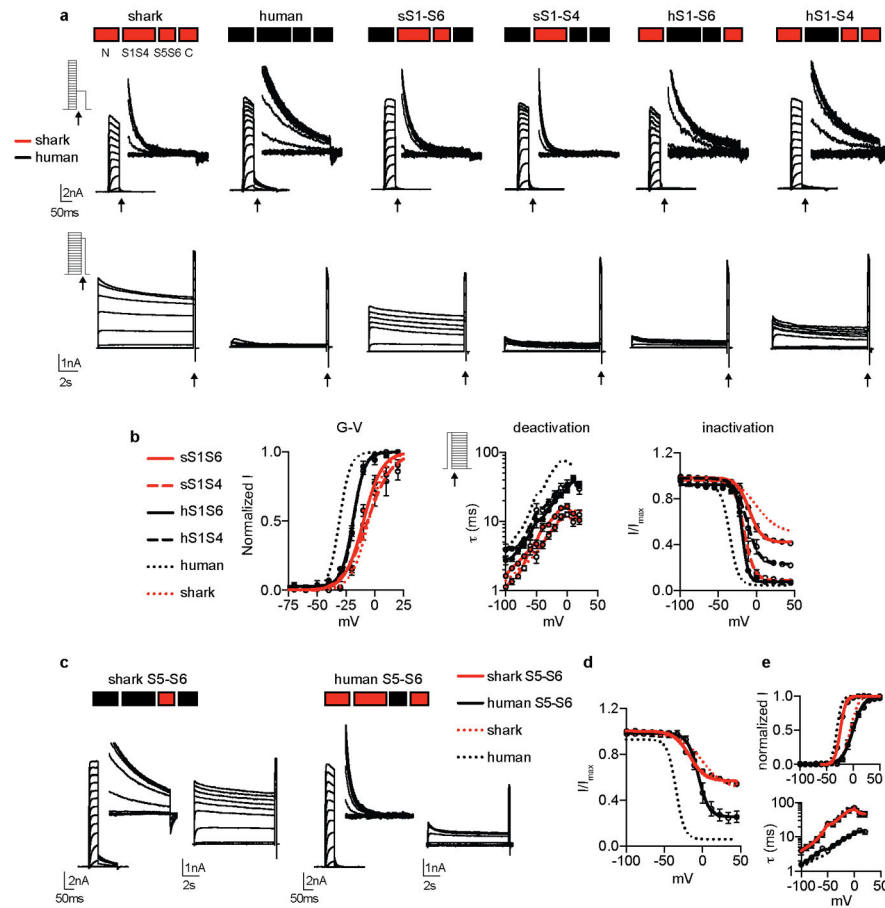 a
shark human sS1-S6 sS1-S4 hS1-S6 hS1-S4
N S1S4 S5S6 C
shark
human
2nA
50ms
1nA
2s
b
G-V deactivation inactivation
sS1S6
sS1S4
hS1S6
hS1S4
human
shark
Normalized I
1.0
0.5
0.0
-75 -50 -25 0 25
mV
τ (ms)
100
10
1
-100 -50 0 50
mV
I/Imax
1.2
0.8
0.4
0.0
-100 -50 0 50
mV
c
shark S5-S6 human S5-S6
2nA
50ms
1nA
2s
2nA
50ms
1nA
2s
shark S5-S6
human S5-S6
shark
human
d
I/Imax
1.2
0.6
0.0
-100 -50 0 50
mV
e
normalized I
1.0
0.5
0.0
-100 -50 0 50
τ (ms)
100
10
1
-100 -50 0 50
mV